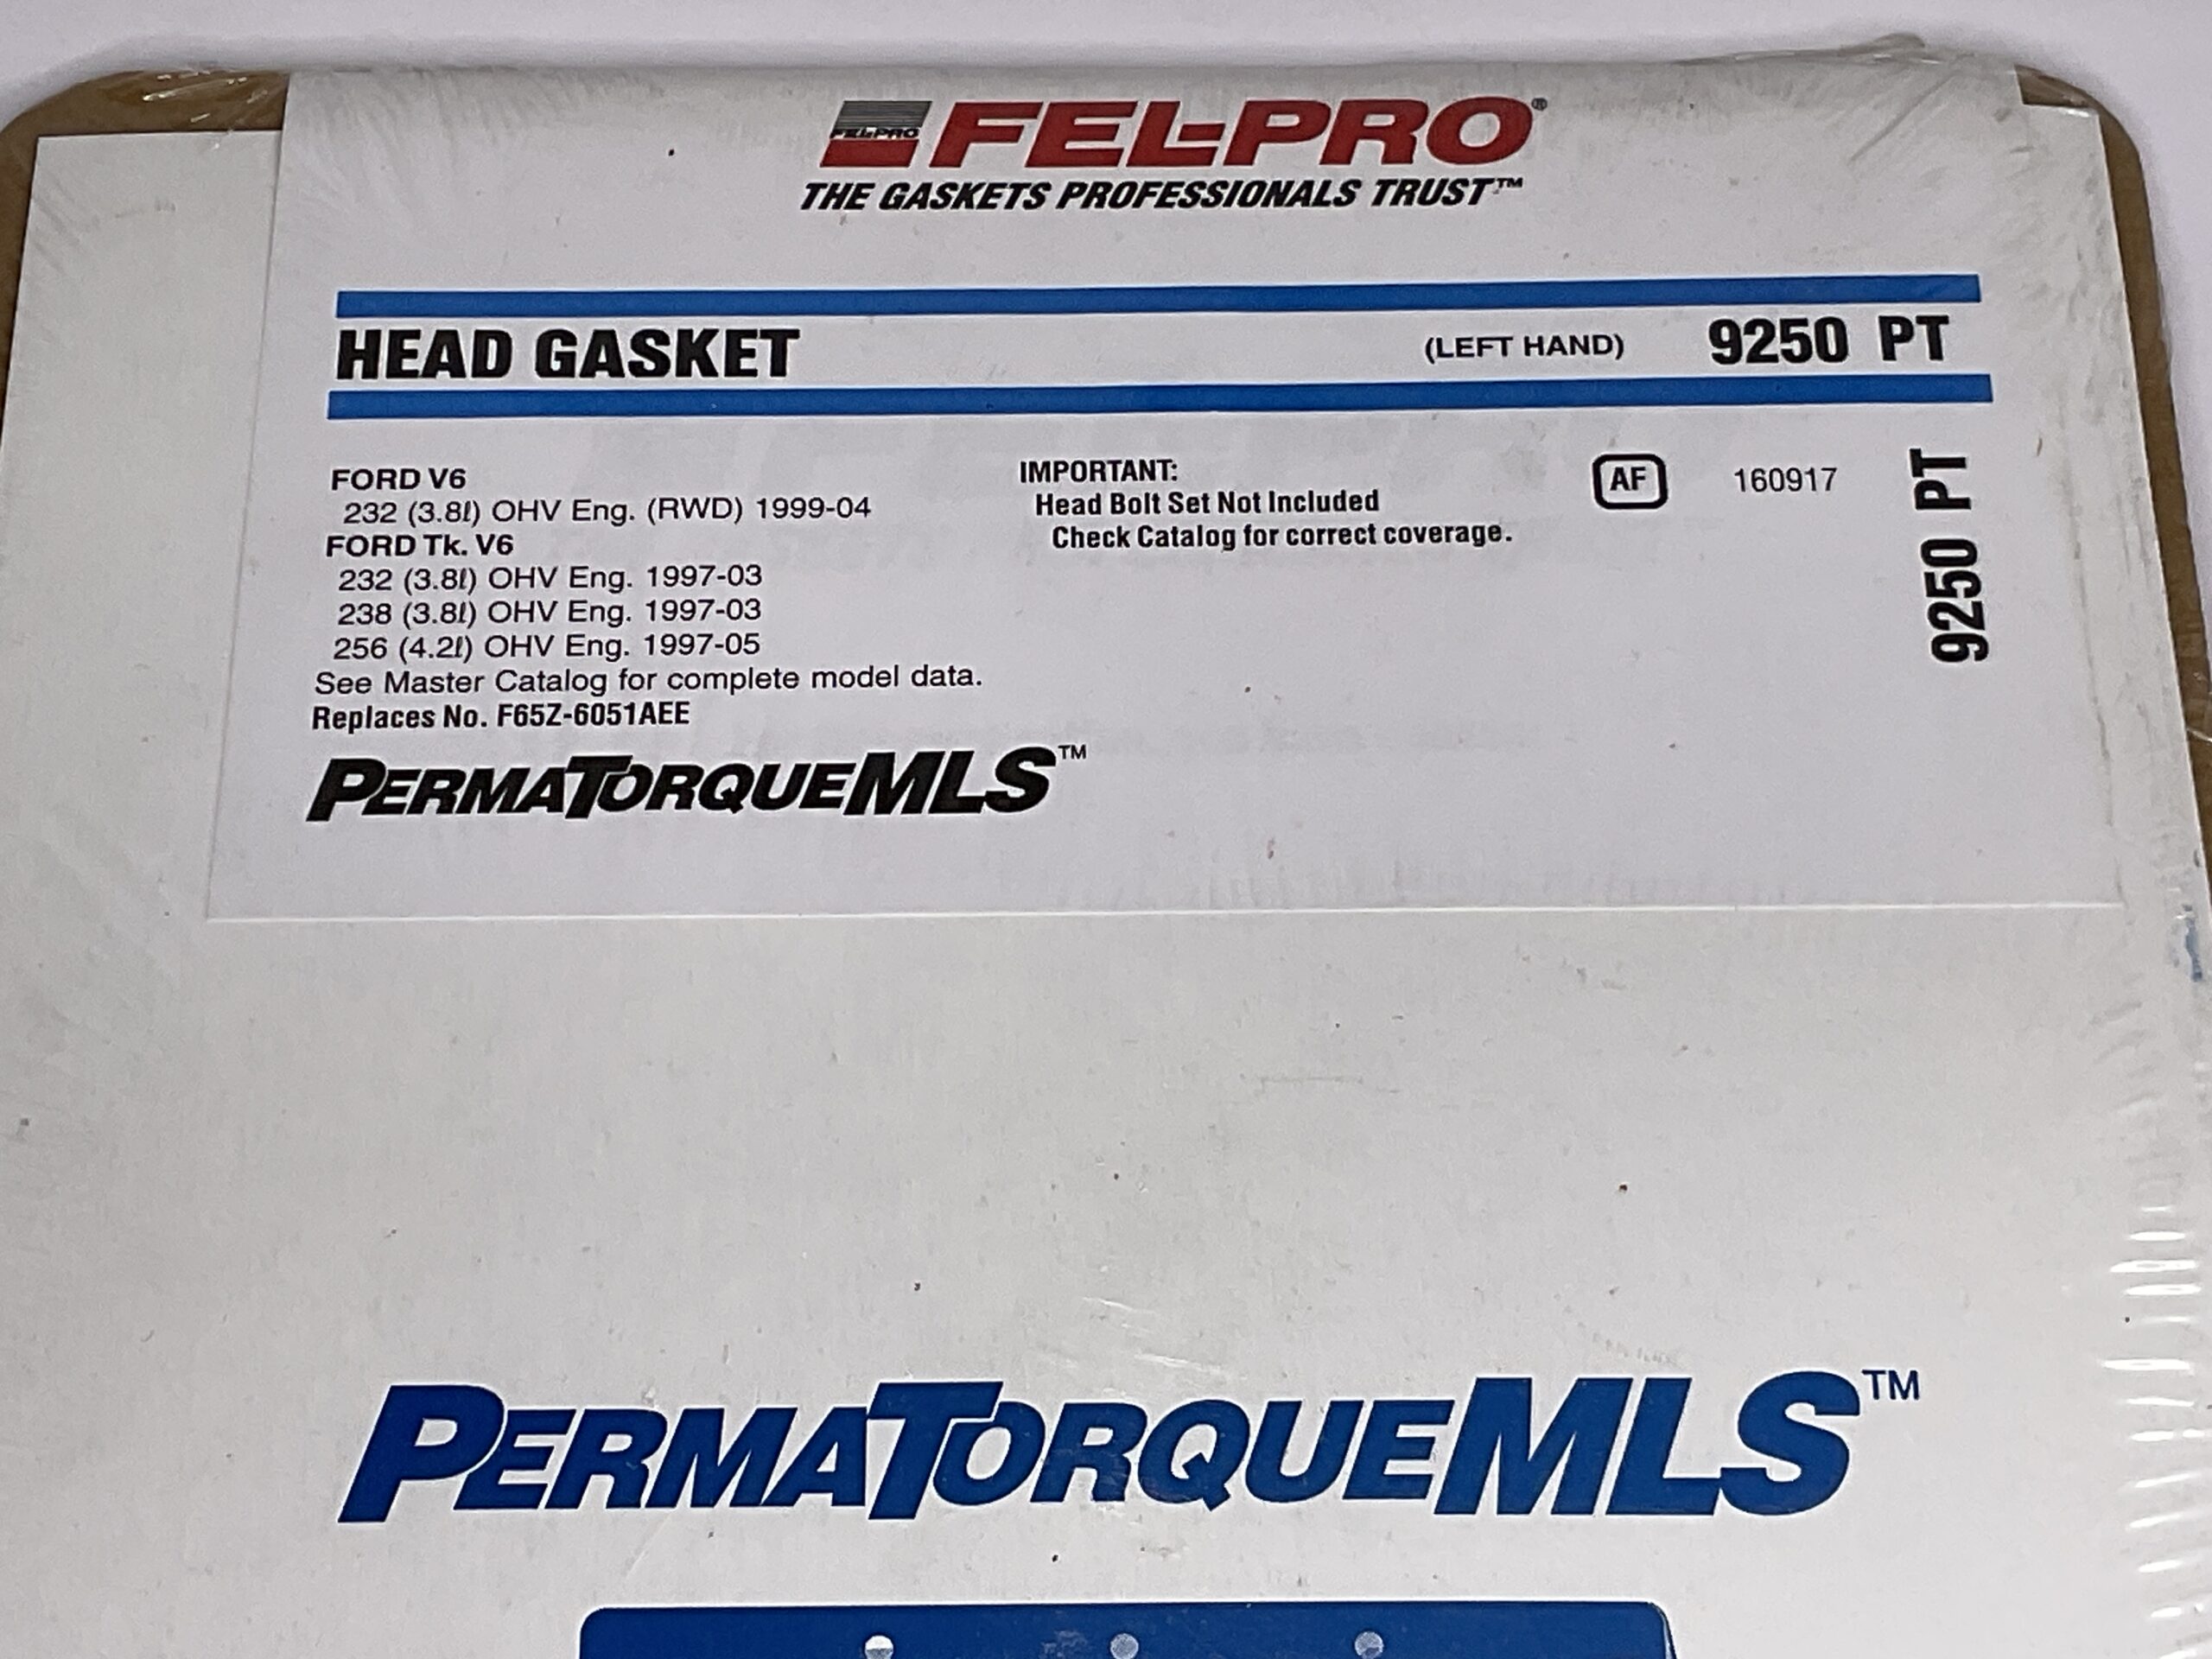 FEL-PRO
FEL-PRO®
THE GASKETS PROFESSIONALS TRUST™
HEAD GASKET (LEFT HAND) 9250 PT
FORD V6
232 (3.8ℓ) OHV Eng. (RWD) 1999-04
FORD Tk. V6
232 (3.8ℓ) OHV Eng. 1997-03
238 (3.8ℓ) OHV Eng. 1997-03
256 (4.2ℓ) OHV Eng. 1997-05
See Master Catalog for complete model data.
Replaces No. F65Z-6051AEE
PERMATORQUEMLS™
IMPORTANT:
Head Bolt Set Not Included
Check Catalog for correct coverage.
AF 160917
9250 PT
PERMATORQUEMLS™